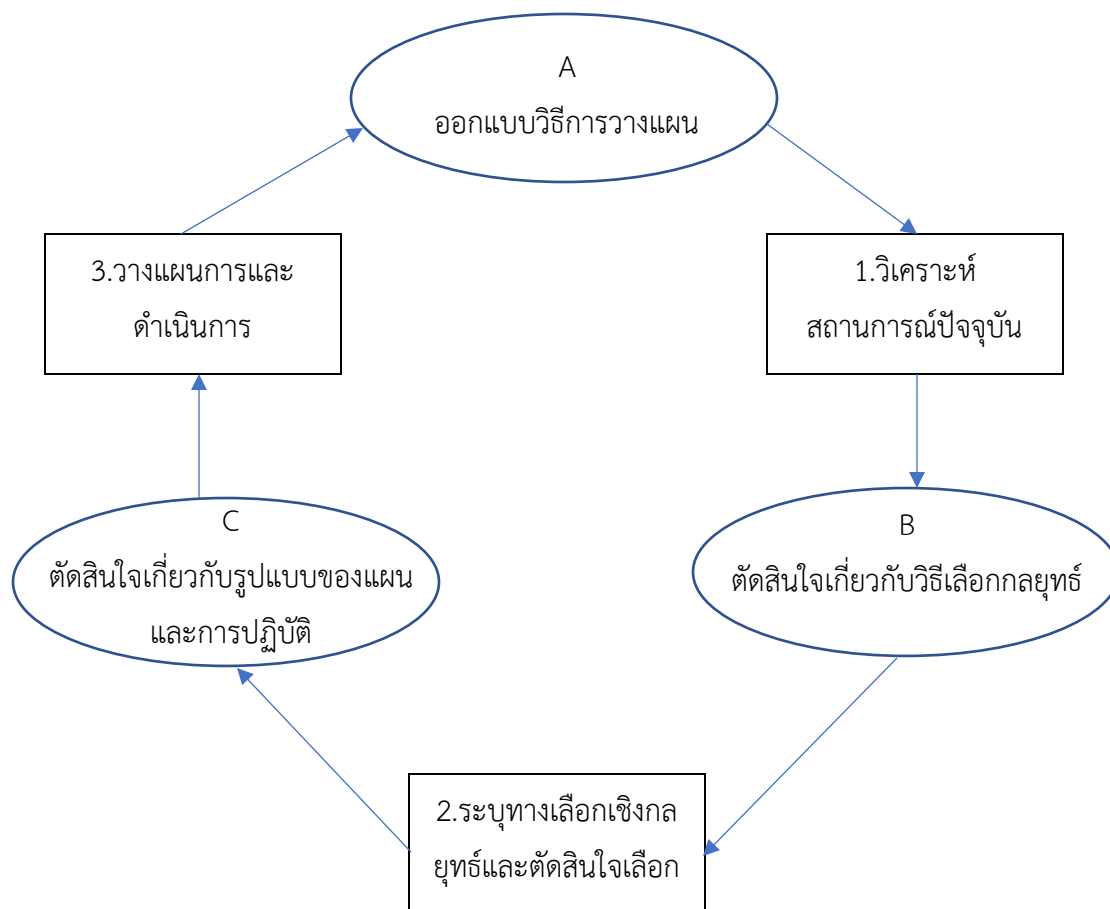 A
ออกแบบวิธีการวางแผน
1.วิเคราะห์
สถานการณ์ปัจจุบัน
B
ตัดสินใจเกี่ยวกับวิธีเลือกกลยุทธ์
2.ระบุทางเลือกเชิงกล
ยุทธ์และตัดสินใจเลือก
C
ตัดสินใจเกี่ยวกับรูปแบบของแผน
และการปฏิบัติ
3.วางแผนการและ
ดำเนินการ